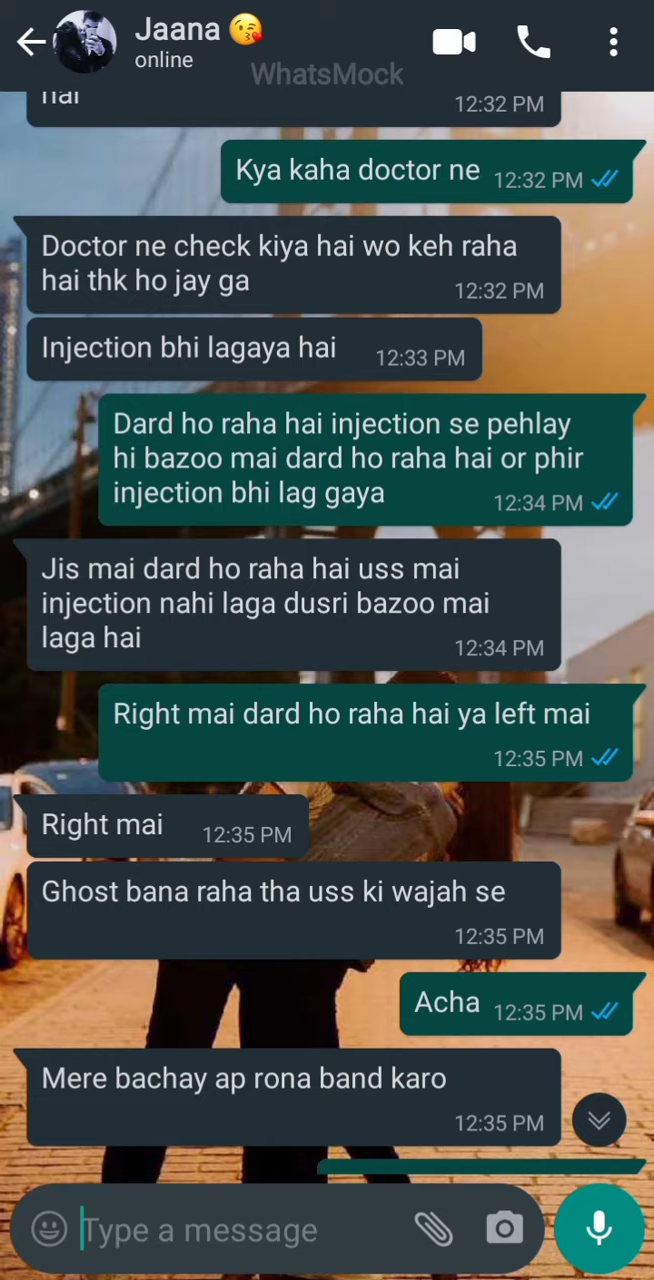 Jaana
online
WhatsMock
hai
12:32 PM
Kya kaha doctor ne
12:32 PM
Doctor ne check kiya hai wo keh raha
hai thk ho jay ga
12:32 PM
Injection bhi lagaya hai
12:33 PM
Dard ho raha hai injection se pehlay
hi bazoo mai dard ho raha hai or phir
injection bhi lag gaya
12:34 PM
Jis mai dard ho raha hai uss mai
injection nahi laga dusri bazoo mai
laga hai
12:34 PM
Right mai dard ho raha hai ya left mai
12:35 PM
Right mai
12:35 PM
Ghost bana raha tha uss ki wajah se
12:35 PM
Acha
12:35 PM
Mere bachay ap rona band karo
12:35 PM
Type a message